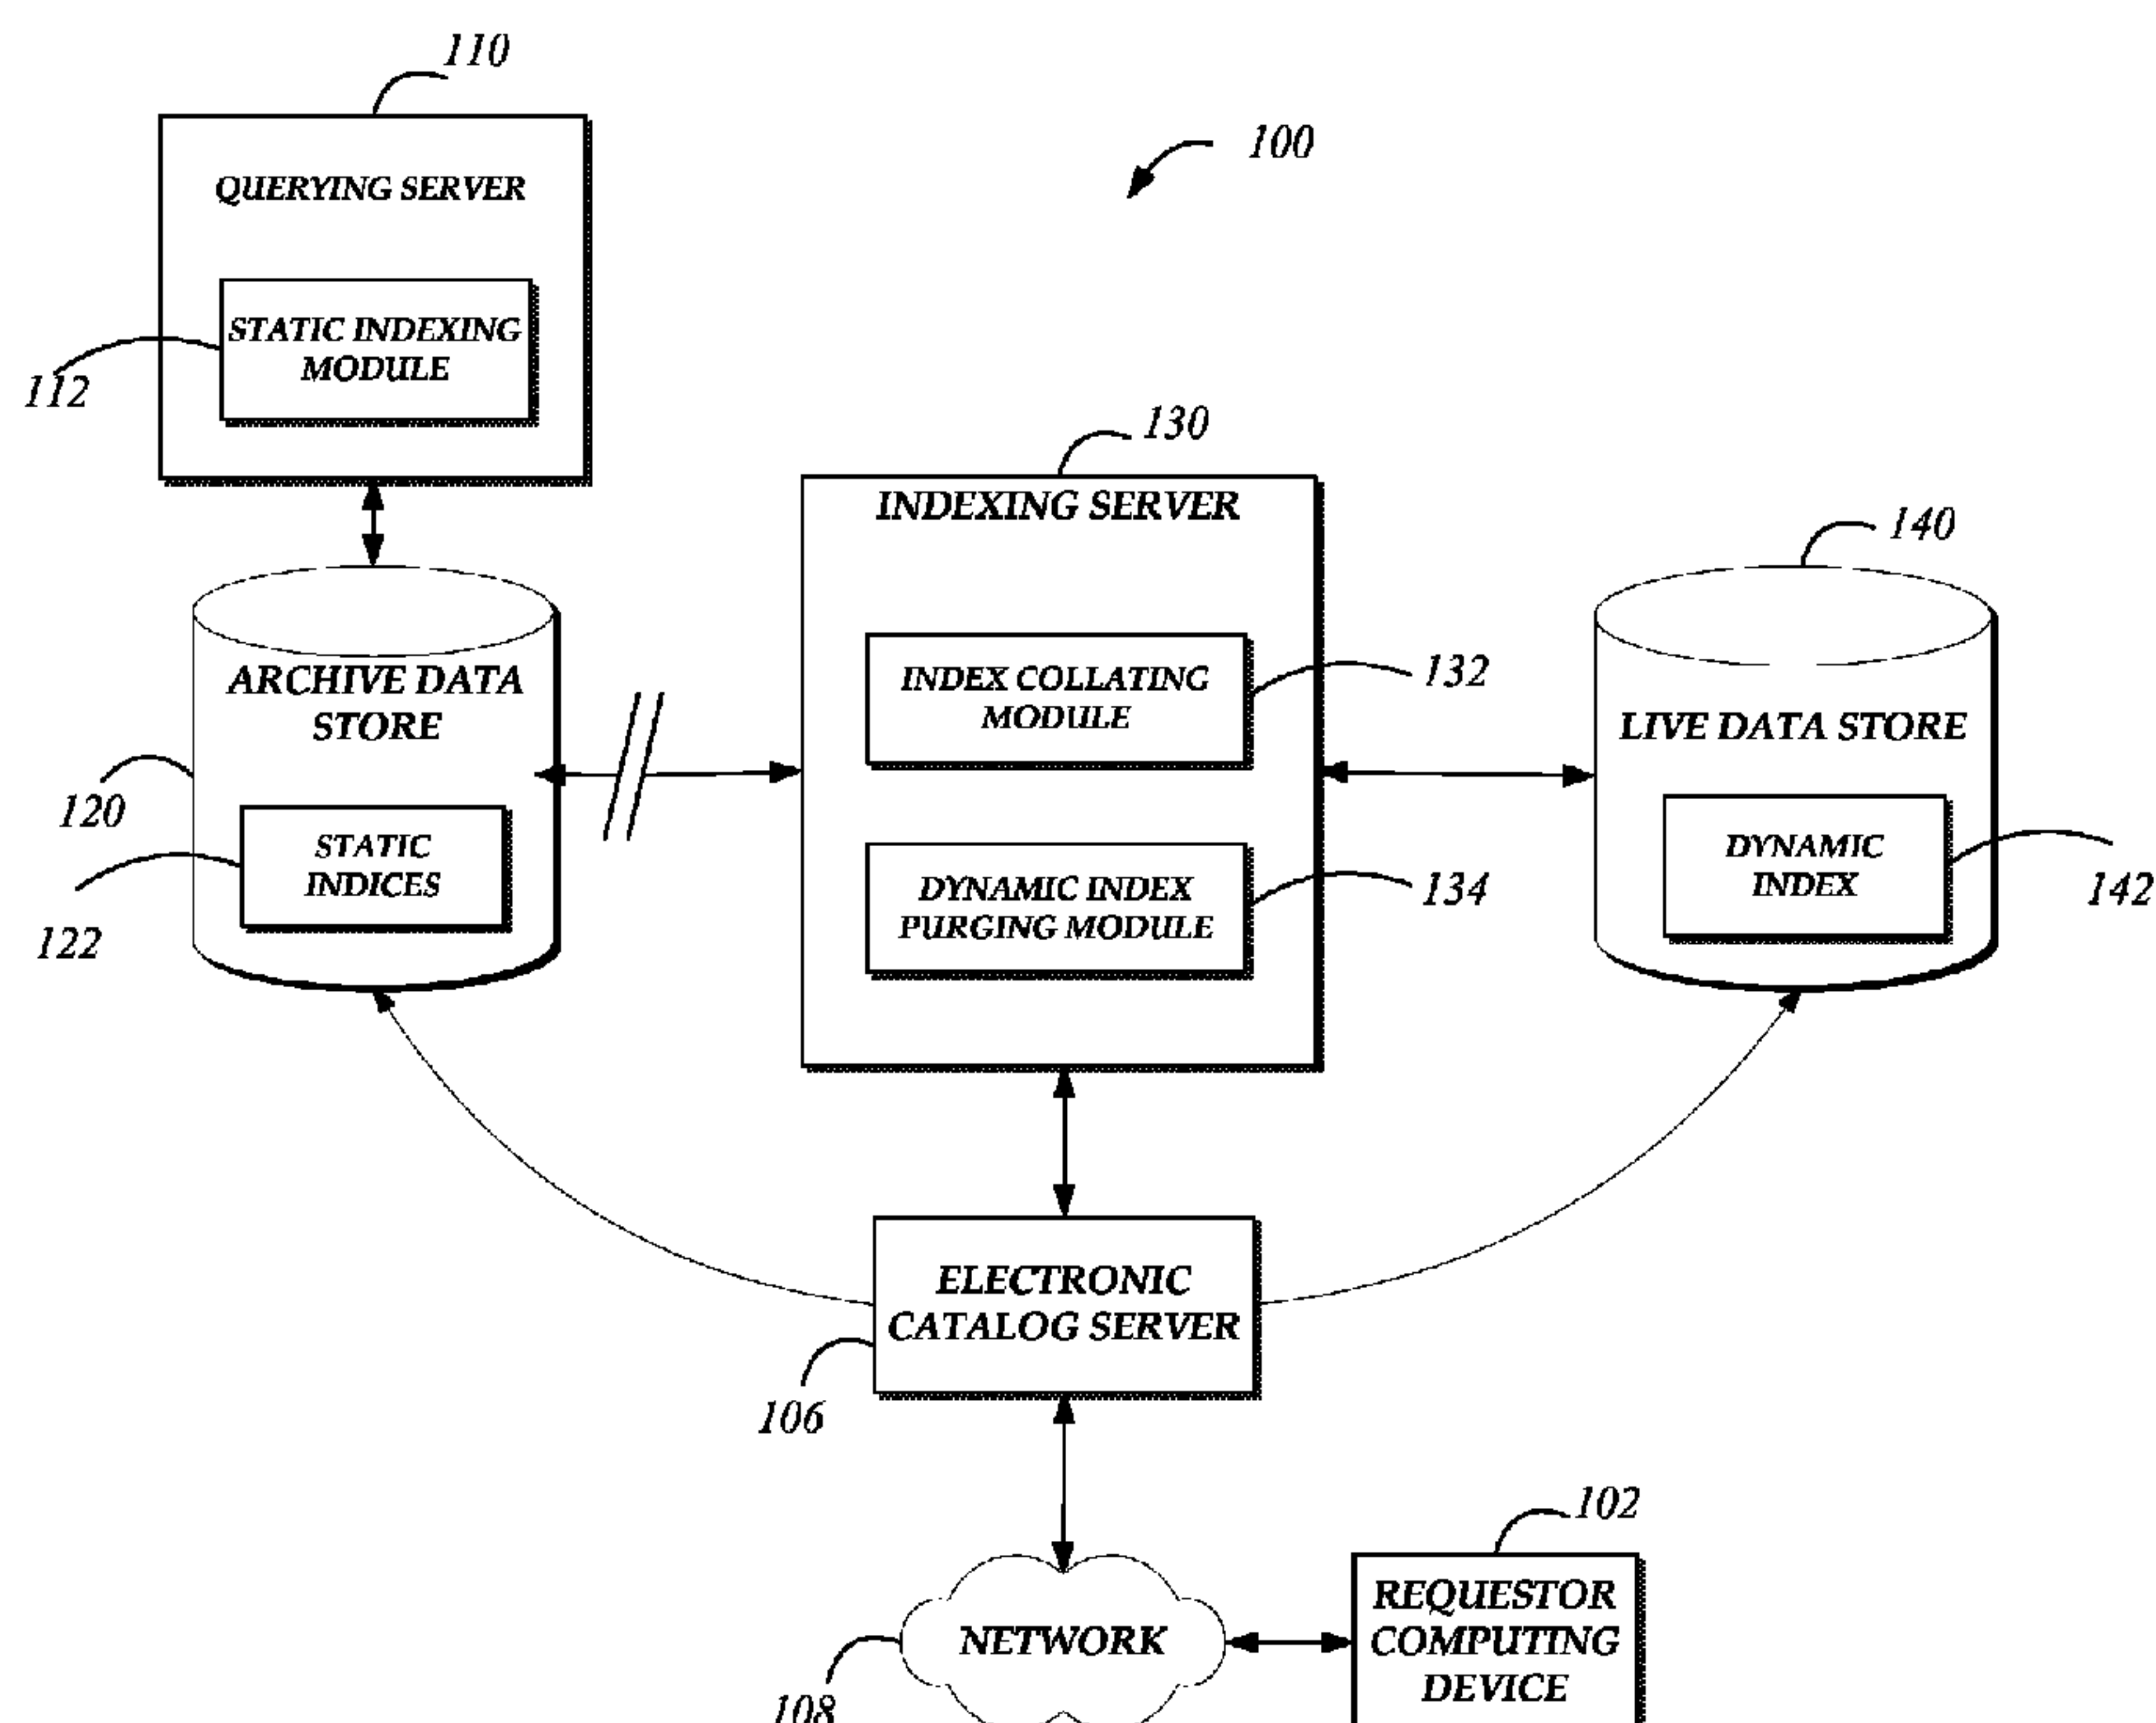 110
100
QUERYING SERVER
STATIC INDEXING
MODULE
112
130
INDEXING SERVER
140
INDEX COLLATING
MODULE
132
ARCHIVE DATA
STORE
LIVE DATA STORE
120
STATIC
INDICES
122
DYNAMIC INDEX
PURGING MODULE
134
DYNAMIC
INDEX
142
ELECTRONIC
CATALOG SERVER
106
102
NETWORK
REQUESTOR
COMPUTING
DEVICE
108